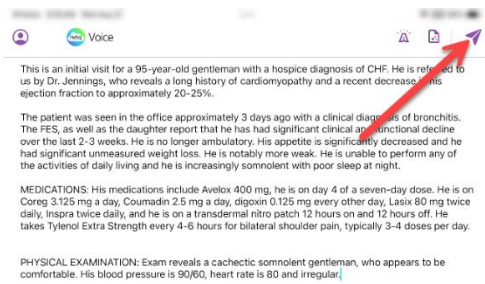 Voice
This is an initial visit for a 95-year-old gentleman with a hospice diagnosis of CHF. He is referred to
us by Dr. Jennings, who reveals a long history of cardiomyopathy and a recent decrease his
ejection fraction to approximately 20-25%.
The patient was seen in the office approximately 3 days ago with a clinical diagnosis of bronchitis.
The FES, as well as the daughter report that he has had significant clinical and functional decline
over the last 2-3 weeks. He is no longer ambulatory. His appetite is significantly decreased and he
had significant unmeasured weight loss. He is notably more weak. He is unable to perform any of
the activities of daily living and he is increasingly somnolent with poor sleep at night.
MEDICATIONS: His medications include Avelox 400 mg, he is on day 4 of a seven-day dose. He is on
Coreg 3.125 mg a day, Coumadin 2.5 mg a day, digoxin 0.125 mg every other day, Lasix 80 mg twice
daily, Inspra twice daily, and he is on a transdermal nitro patch 12 hours on and 12 hours off. He
takes Tylenol Extra Strength every 4-6 hours for bilateral shoulder pain, typically 3-4 doses per day.
PHYSICAL EXAMINATION: Exam reveals a cachectic somnolent gentleman, who appears to be
comfortable. His blood pressure is 90/60, heart rate is 80 and irregular.